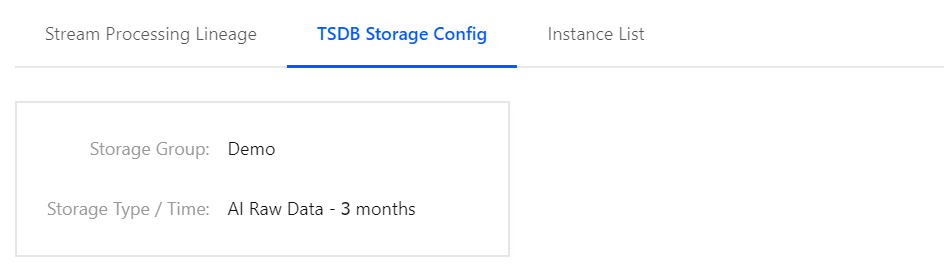 Stream Processing Lineage TSDB Storage Config Instance List
Storage Group: Demo
Storage Type / Time: AI Raw Data - 3 months